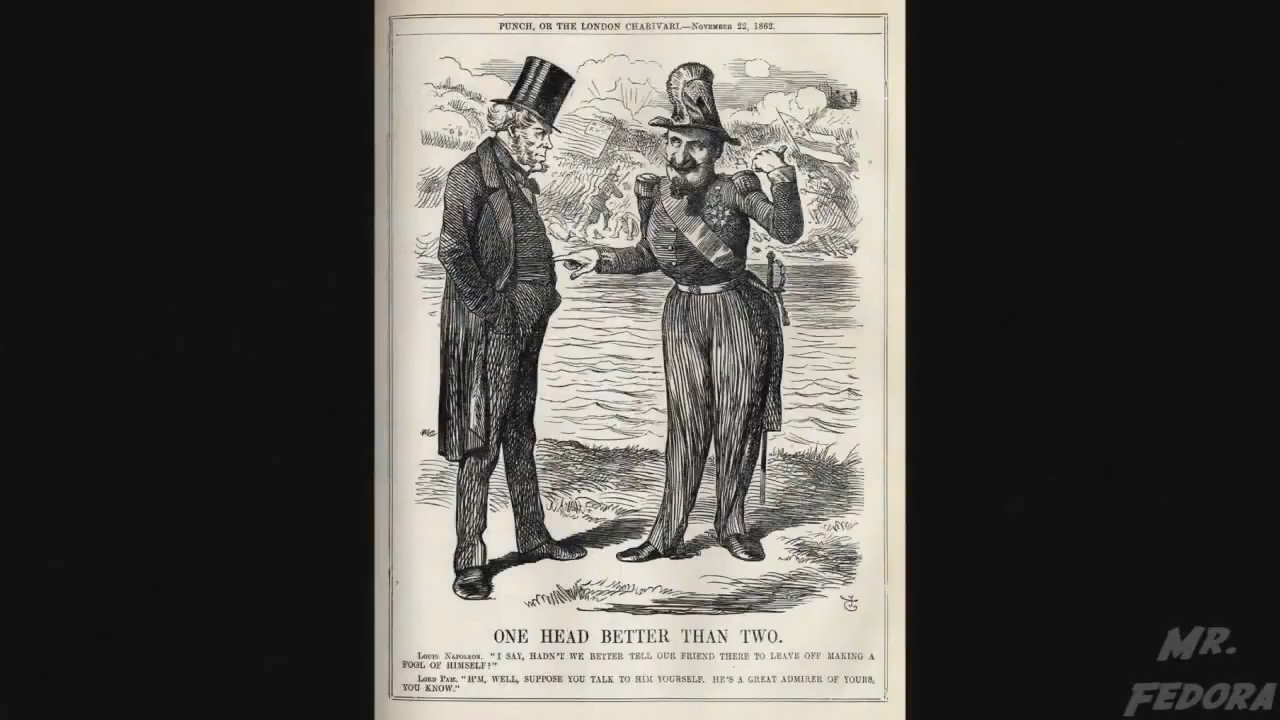 PUNCH, OR THE LONDON CHARIVARI.—November 22, 1862.
ONE HEAD BETTER THAN TWO.
Louis Napoleon. "I SAY, HADN'T WE BETTER TELL OUR FRIEND THERE TO LEAVE OFF MAKING A
FOOL OF HIMSELF?"
Lord Pam. "H'M, WELL, SUPPOSE YOU TALK TO HIM YOURSELF. HE'S A GREAT ADMIRER OF YOURS,
YOU KNOW."
MR.
FEDORA